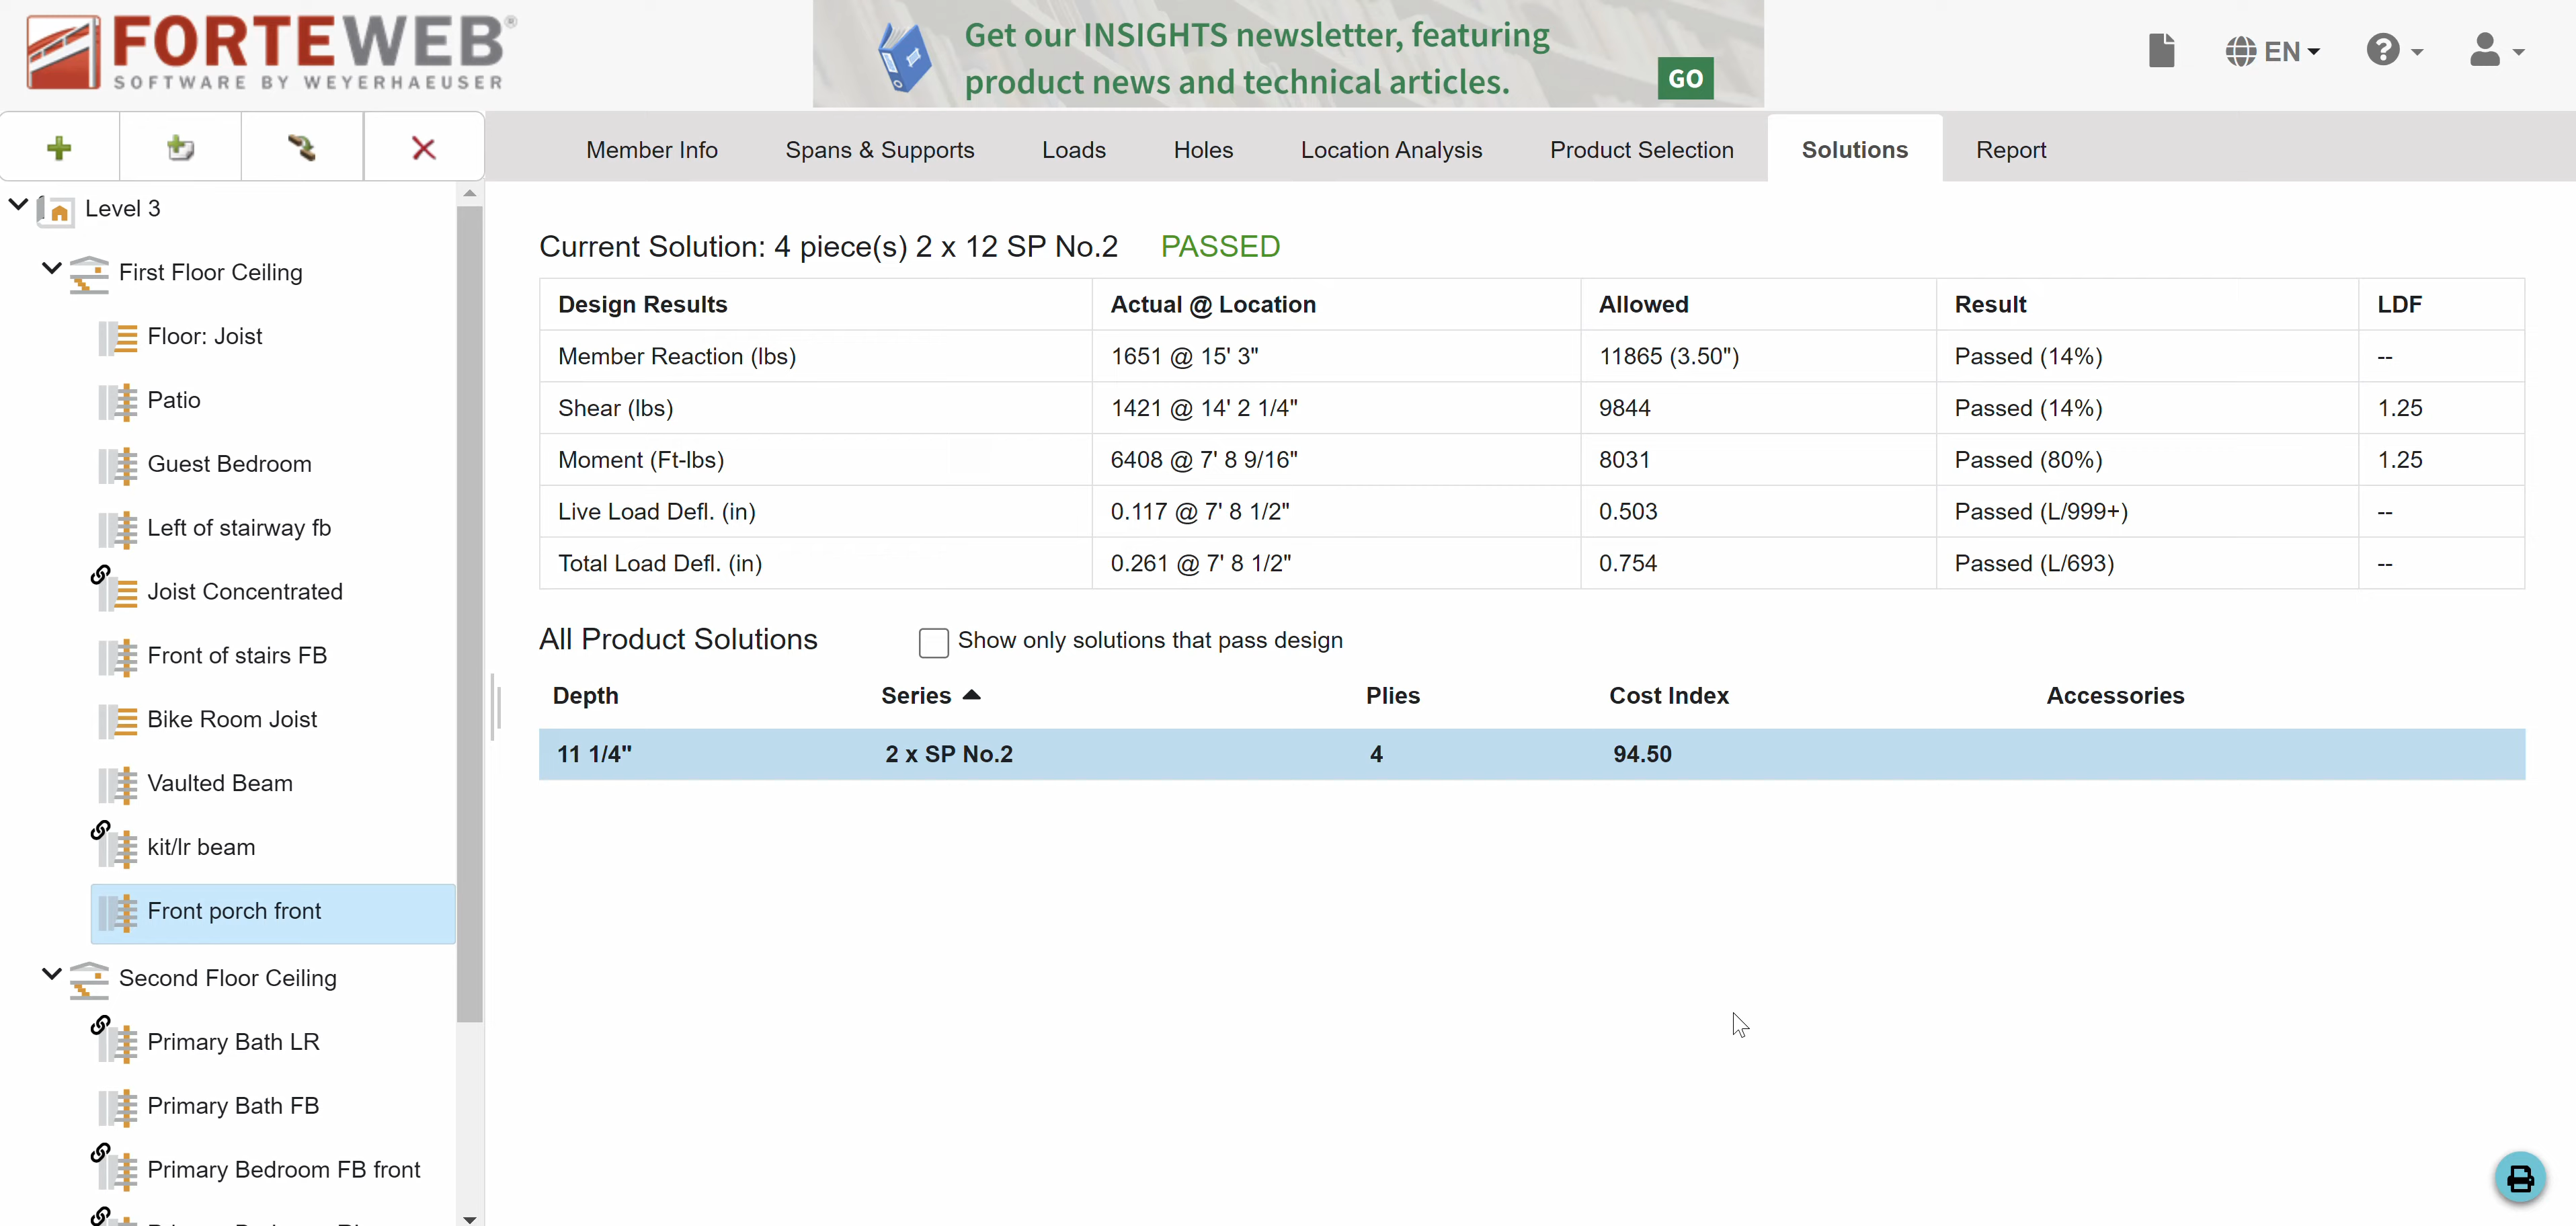 FORTEWEB®
SOFTWARE BY WEYERHAEUSER
Get our INSIGHTS newsletter, featuring
product news and technical articles.
GO
EN
Member Info Spans & Supports Loads Holes Location Analysis Product Selection Solutions Report
Level 3
First Floor Ceiling
Floor: Joist
Patio
Guest Bedroom
Left of stairway fb
Joist Concentrated
Front of stairs FB
Bike Room Joist
Vaulted Beam
kit/lr beam
Front porch front
Second Floor Ceiling
Primary Bath LR
Primary Bath FB
Primary Bedroom FB front
Current Solution: 4 piece(s) 2 x 12 SP No.2 PASSED
Design Results Actual @ Location Allowed Result LDF
Member Reaction (lbs) 1651 @ 15' 3" 11865 (3.50") Passed (14%) --
Shear (lbs) 1421 @ 14' 2 1/4" 9844 Passed (14%) 1.25
Moment (Ft-lbs) 6408 @ 7' 8 9/16" 8031 Passed (80%) 1.25
Live Load Defl. (in) 0.117 @ 7' 8 1/2" 0.503 Passed (L/999+) --
Total Load Defl. (in) 0.261 @ 7' 8 1/2" 0.754 Passed (L/693) --
All Product Solutions Show only solutions that pass design
Depth Series Plies Cost Index Accessories
11 1/4" 2 x SP No.2 4 94.50